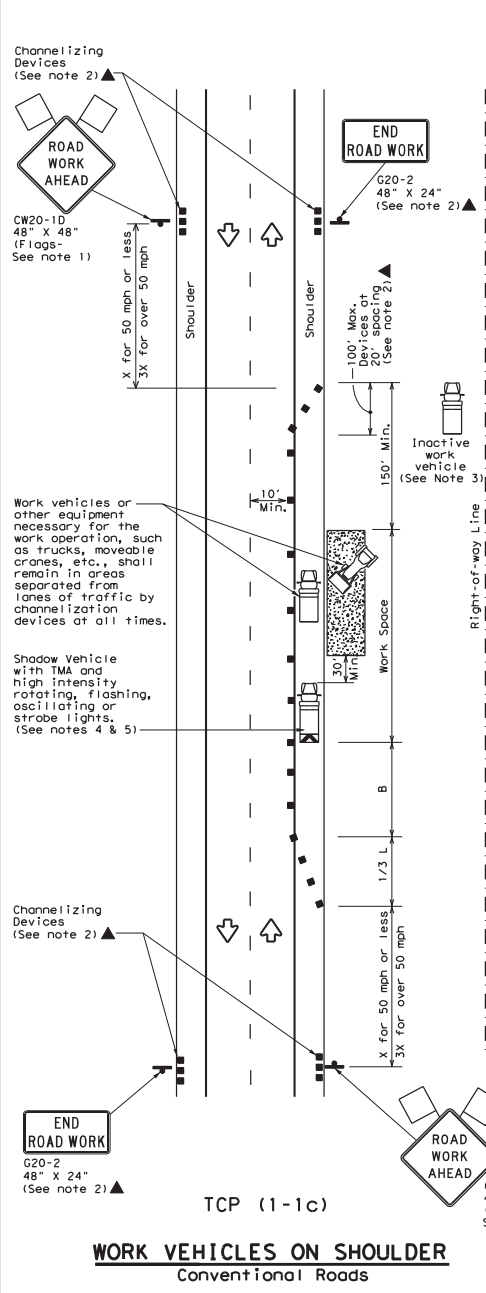 Channelizing
Devices
(See note 2)▲
ROAD
WORK
AHEAD
CW20-1D
48" X 48"
(Flags-
See note 1)
END
ROAD WORK
G20-2
48" X 24"
(See note 2)▲
X for 50 mph or less
3X for over 50 mph
Shoulder
Shoulder
100' Max.
Devices at
20' spacing
(See note 2)▲
150' Min.
Inactive
work
vehicle
(See Note 3)
10'
Min.
Right-of-way Line
Work vehicles or
other equipment
necessary for the
work operation, such
as trucks, moveable
cranes, etc., shall
remain in areas
separated from
lanes of traffic by
channelization
devices at all times.
Work Space
30'
Min
Shadow Vehicle
with TMA and
high intensity
rotating, flashing,
oscillating or
strobe lights.
(See notes 4 & 5)
B
1/3 L
Channelizing
Devices
(See note 2)▲
X for 50 mph or less
3X for over 50 mph
END
ROAD WORK
G20-2
48" X 24"
(See note 2)▲
ROAD
WORK
AHEAD
TCP (1-1c)
WORK VEHICLES ON SHOULDER
Conventional Roads